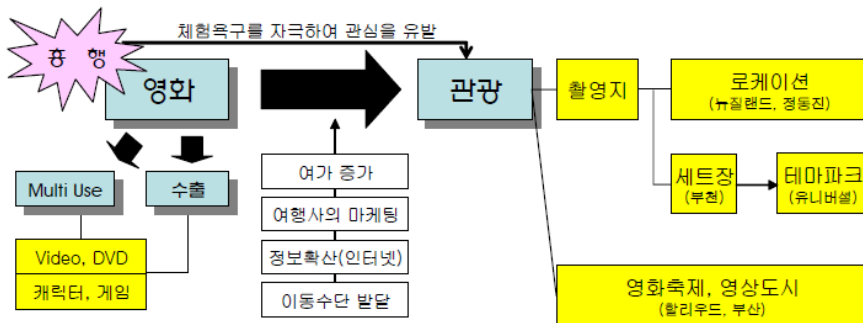 체험욕구를 자극하여 관심을 유발
흥 행
영화
관광
촬영지
로케이션
(뉴질랜드, 정동진)
여가 증가
Multi Use
수출
여행사의 마케팅
세트장
(부천)
테마파크
(유니버설)
Video, DVD
정보확산(인터넷)
캐릭터, 게임
이동수단 발달
영화축제, 영상도시
(할리우드, 부산)